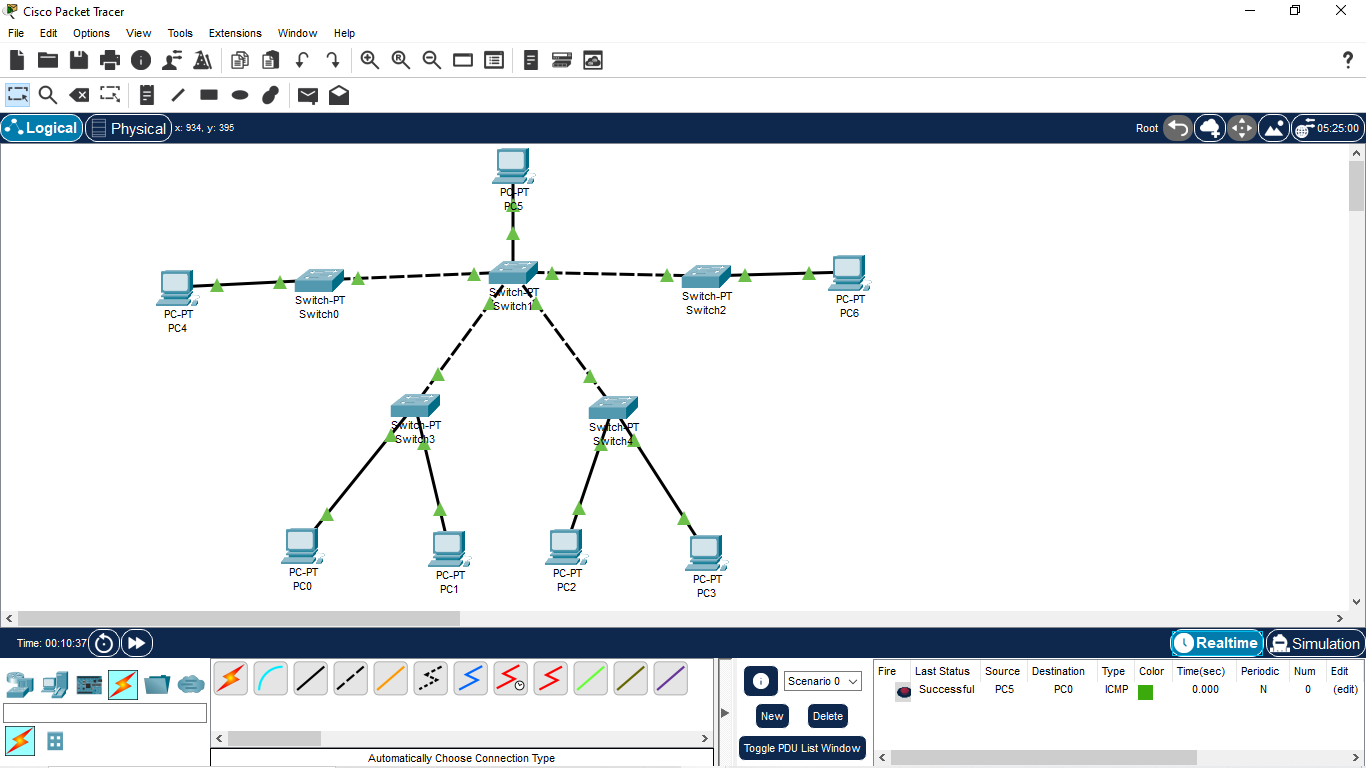 Cisco Packet Tracer
File Edit Options View Tools Extensions Window Help
Logical Physical x: 934, y: 395 Root 05:25:00
PC-PT
PC5
PC-PT
PC4
Switch-PT
Switch0
Switch-PT
Switch1
Switch-PT
Switch2
PC-PT
PC6
Switch-PT
Switch3
Switch-PT
Switch4
PC-PT
PC0
PC-PT
PC1
PC-PT
PC2
PC-PT
PC3
Time: 00:10:37 Realtime Simulation
Scenario 0
New Delete
Toggle PDU List Window
Fire Last Status Source Destination Type Color Time(sec) Periodic Num Edit
Successful PC5 PC0 ICMP 0.000 N 0 (edit)
Automatically Choose Connection Type